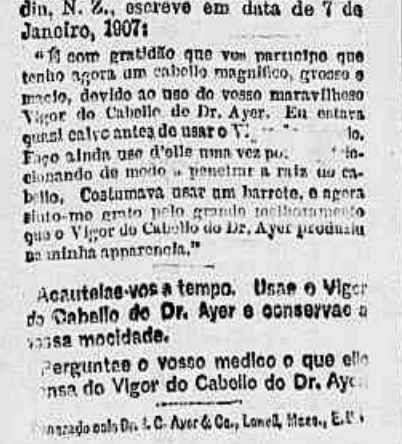 din, N. Z., escreve em data de 7 de
Janeiro, 1907:
"É com gratidão que vos participo que
tenho agora um cabello magnifico, grosso e
macio, devido ao uso do vosso maravilhoso
Vigor do Cabello do Dr. Ayer. Eu estava
quasi calvo antes de usar o
Faço ainda uso d'elle uma vez
cionando de modo a penetrar a raiz do ca-
bello. Costumava usar um barrete, e agora
sinto-me grato pelo grande melhoramento
que o Vigor do Cabello do Dr. Ayer produziu
na minha apparencia."
Acautelae-vos a tempo. Usae o Vigor
do Cabello do Dr. Ayer e conservae a
vossa mocidade.
Perguntae o vosso medico o que elle
do Vigor do Cabello do Dr.
pelo Dr. J. C. Ayer & Co., Lowell, Mass.,